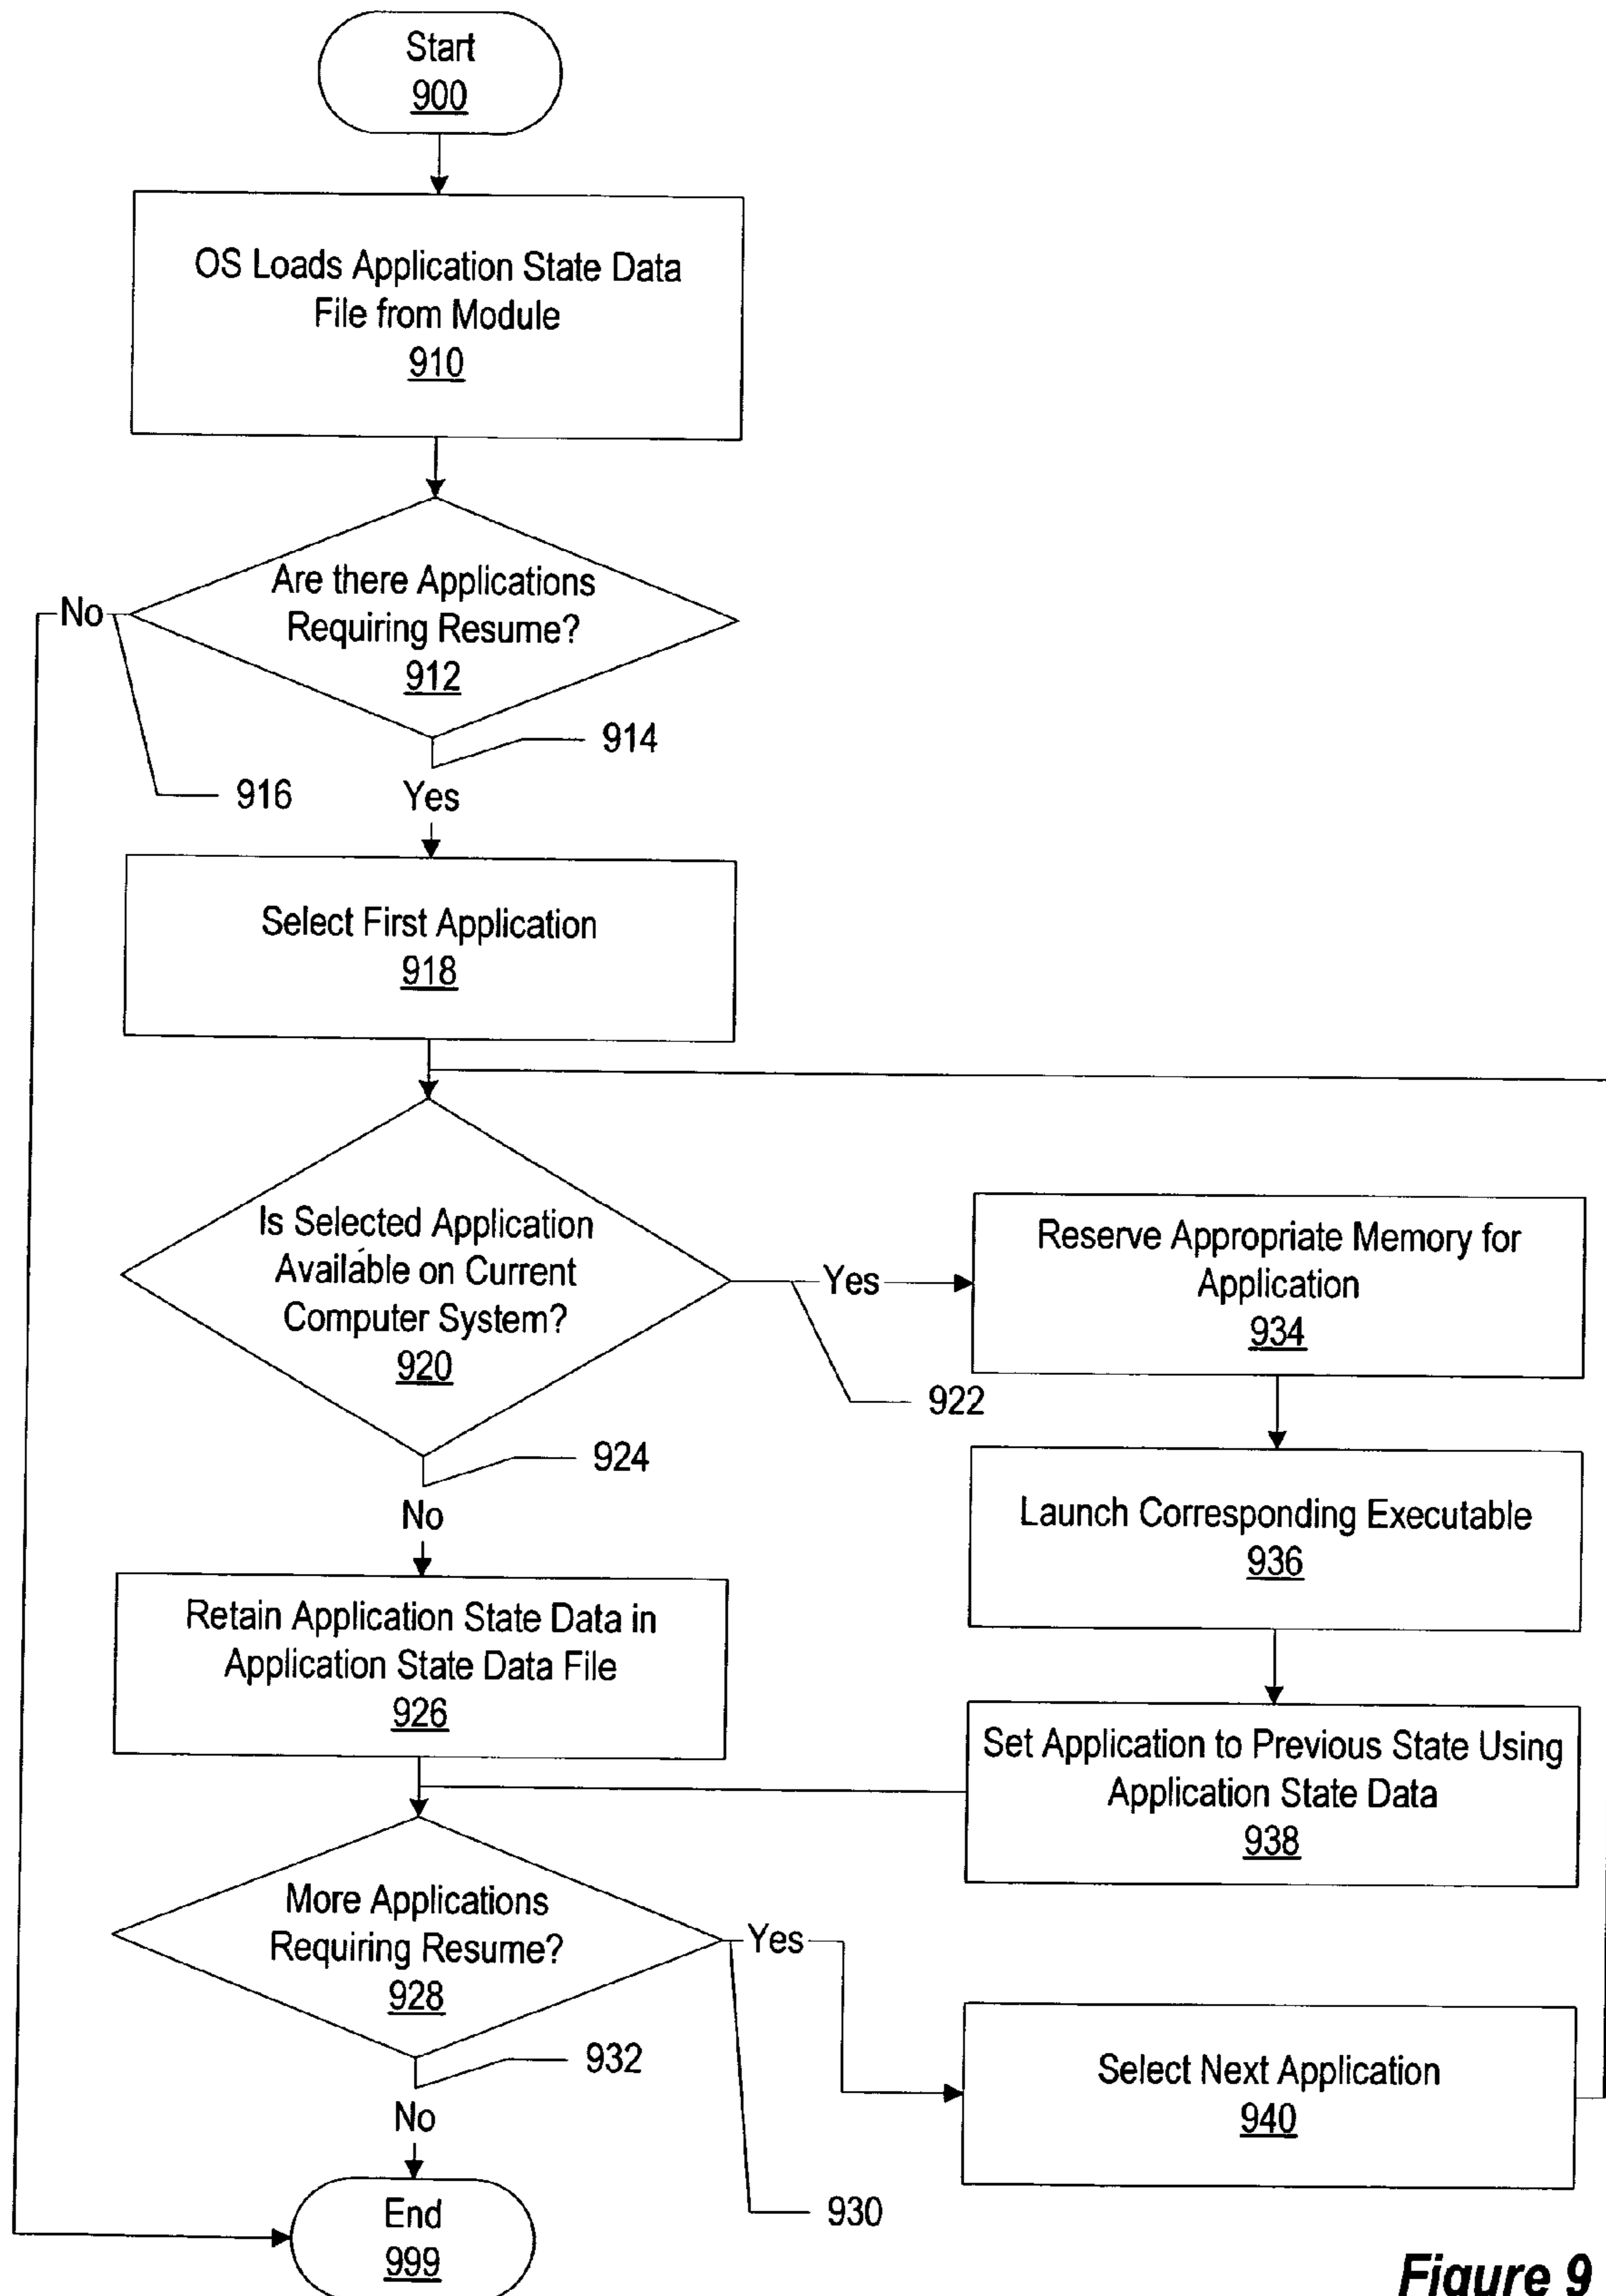 Start
900
OS Loads Application State Data
File from Module
910
Are there Applications
Requiring Resume?
912
No
914
916
Yes
Select First Application
918
Is Selected Application
Available on Current
Computer System?
920
Yes
922
Reserve Appropriate Memory for
Application
934
924
No
Launch Corresponding Executable
936
Retain Application State Data in
Application State Data File
926
Set Application to Previous State Using
Application State Data
938
More Applications
Requiring Resume?
928
Yes
932
No
930
Select Next Application
940
End
999
Figure 9